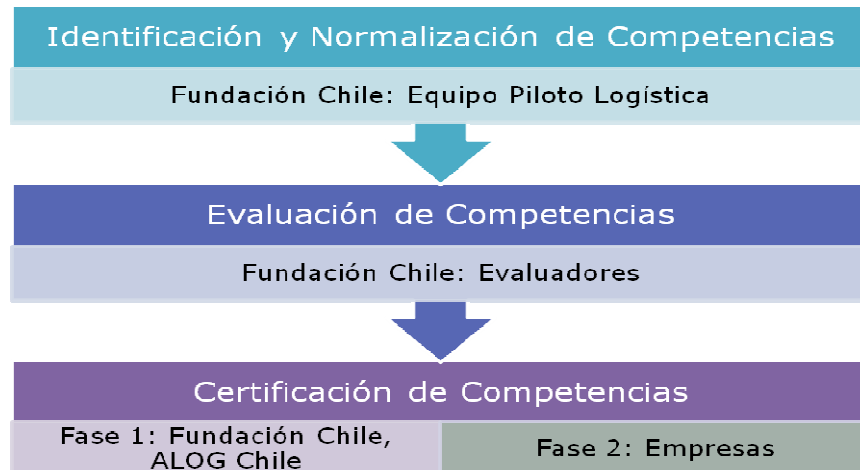 Identificación y Normalización de Competencias
Fundación Chile: Equipo Piloto Logística
Evaluación de Competencias
Fundación Chile: Evaluadores
Certificación de Competencias
Fase 1: Fundación Chile,
ALOG Chile
Fase 2: Empresas